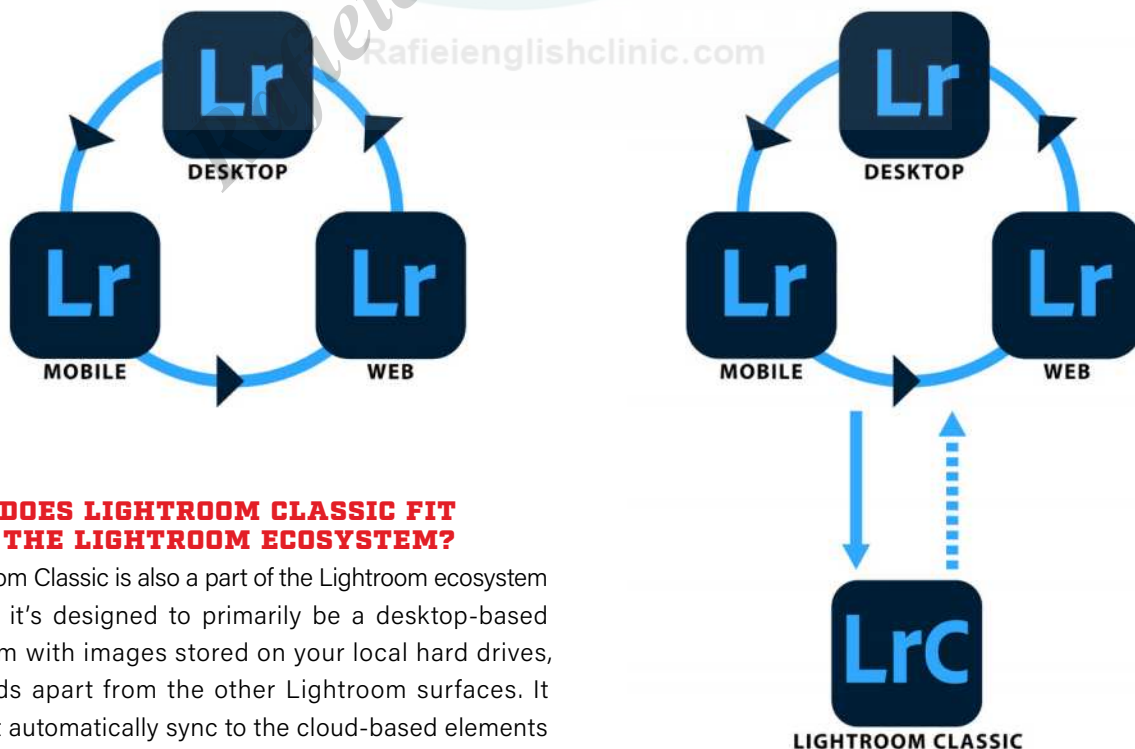 Rafieienglishclinic.com
Lr
DESKTOP
Lr
MOBILE
Lr
WEB
Lr
DESKTOP
Lr
MOBILE
Lr
WEB
DOES LIGHTROOM CLASSIC FIT
THE LIGHTROOM ECOSYSTEM?
om Classic is also a part of the Lightroom ecosystem
it’s designed to primarily be a desktop-based
m with images stored on your local hard drives,
ds apart from the other Lightroom surfaces. It
t automatically sync to the cloud-based elements
LrC
LIGHTROOM CLASSIC